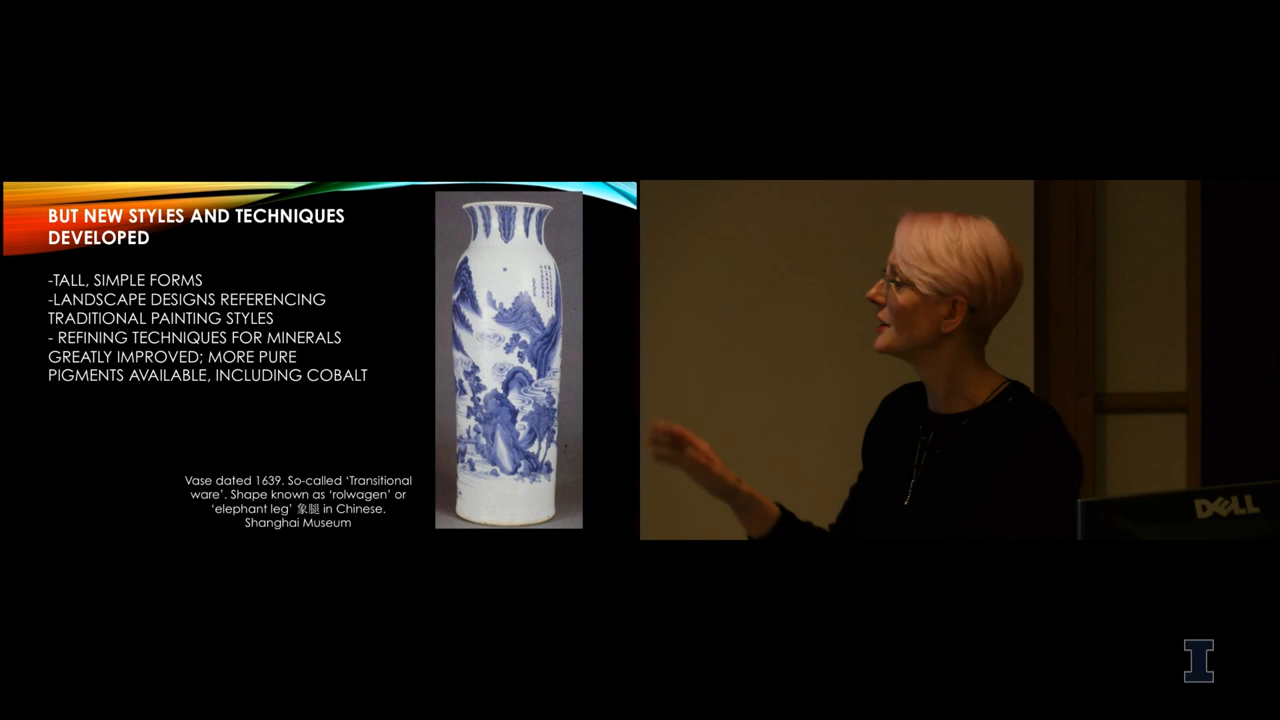 BUT NEW STYLES AND TECHNIQUES
DEVELOPED
-TALL, SIMPLE FORMS
-LANDSCAPE DESIGNS REFERENCING
TRADITIONAL PAINTING STYLES
- REFINING TECHNIQUES FOR MINERALS
GREATLY IMPROVED; MORE PURE
PIGMENTS AVAILABLE, INCLUDING COBALT
Vase dated 1639. So-called ‘Transitional
ware’. Shape known as ‘rolwagen’ or
‘elephant leg’ 象腿 in Chinese.
Shanghai Museum
DELL
I